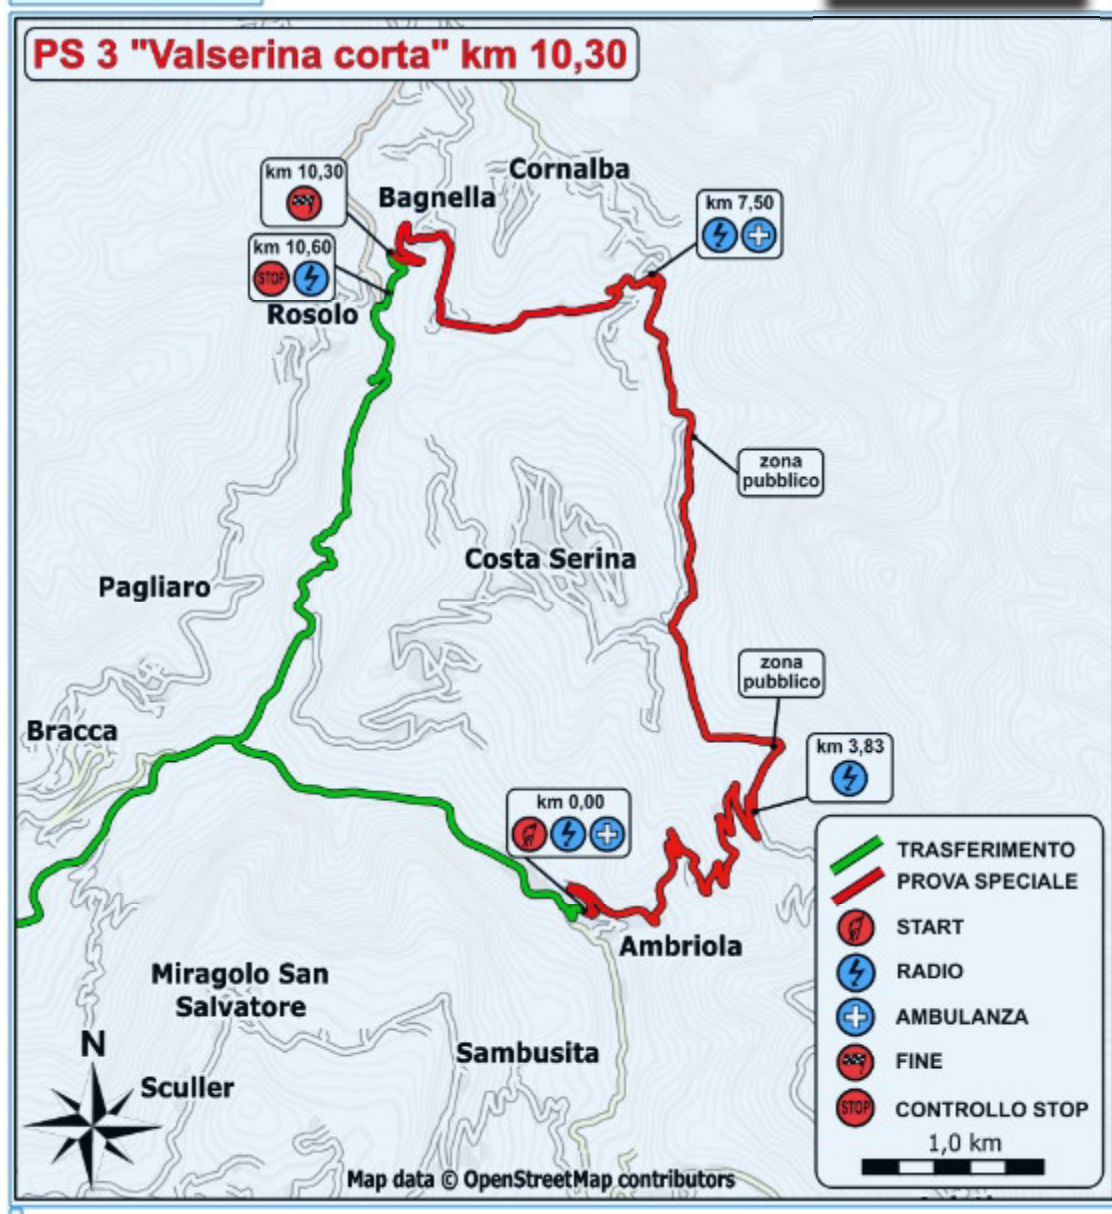 PS 3 "Valserina corta" km 10,30
Cornalba
km 10,30
Bagnella
km 7,50
km 10,60
STOP
Rosolo
zona
pubblico
Costa Serina
Pagliaro
zona
pubblico
Bracca
km 3,83
km 0,00
TRASFERIMENTO
PROVA SPECIALE
START
Ambriola
RADIO
Miragolo San
Salvatore
AMBULANZA
N
Sambusita
FINE
Sculler
STOP
CONTROLLO STOP
1,0 km
Map data © OpenStreetMap contributors